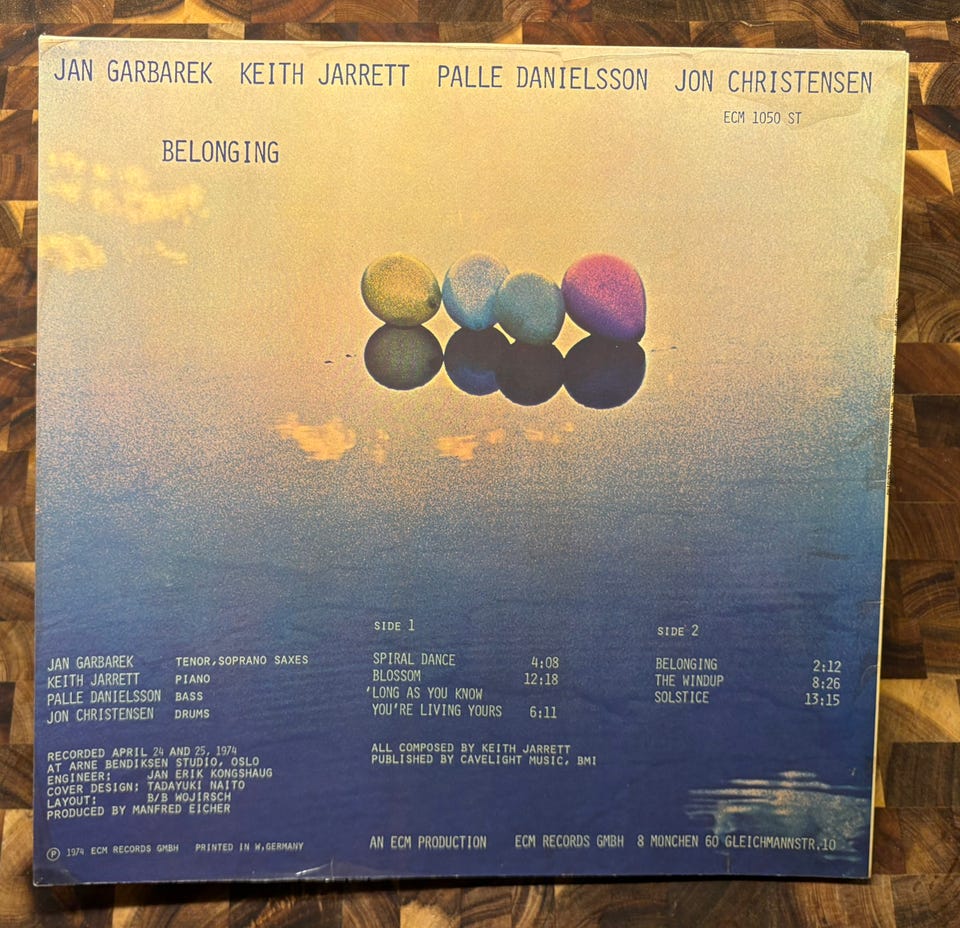 JAN GARBAREK KEITH JARRETT PALLE DANIELSSON JON CHRISTENSEN
ECM 1050 ST
BELONGING
JAN GARBAREK TENOR,SOPRANO SAXES
KEITH JARRETT PIANO
PALLE DANIELSSON BASS
JON CHRISTENSEN DRUMS
RECORDED APRIL 24 AND 25, 1974
AT ARNE BENDIKSEN STUDIO, OSLO
ENGINEER: JAN ERIK KONGSHAUG
COVER DESIGN: TADAYUKI NAITO
LAYOUT: B/B WOJIRSCH
PRODUCED BY MANFRED EICHER
SIDE 1
SPIRAL DANCE 4:08
BLOSSOM 12:18
'LONG AS YOU KNOW
YOU'RE LIVING YOURS 6:11
ALL COMPOSED BY KEITH JARRETT
PUBLISHED BY CAVELIGHT MUSIC, BMI
SIDE 2
BELONGING 2:12
THE WINDUP 8:26
SOLSTICE 13:15
Ⓟ 1974 ECM RECORDS GMBH PRINTED IN W.GERMANY
AN ECM PRODUCTION ECM RECORDS GMBH 8 MÜNCHEN 60 GLEICHMANNSTR.10